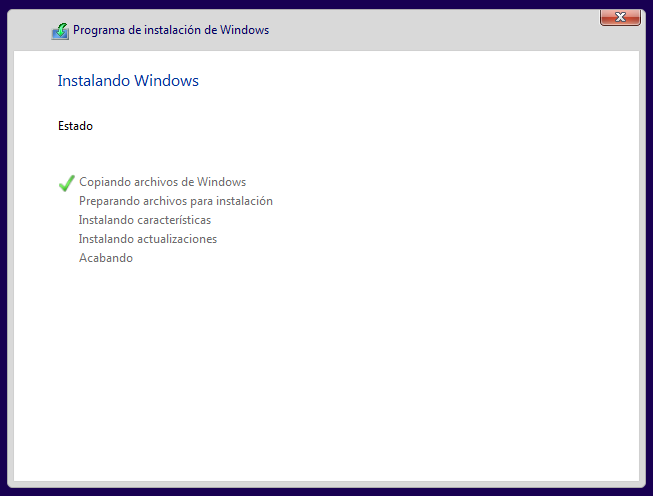 Programa de instalación de Windows
Instalando Windows
Estado
Copiando archivos de Windows
Preparando archivos para instalación
Instalando características
Instalando actualizaciones
Acabando